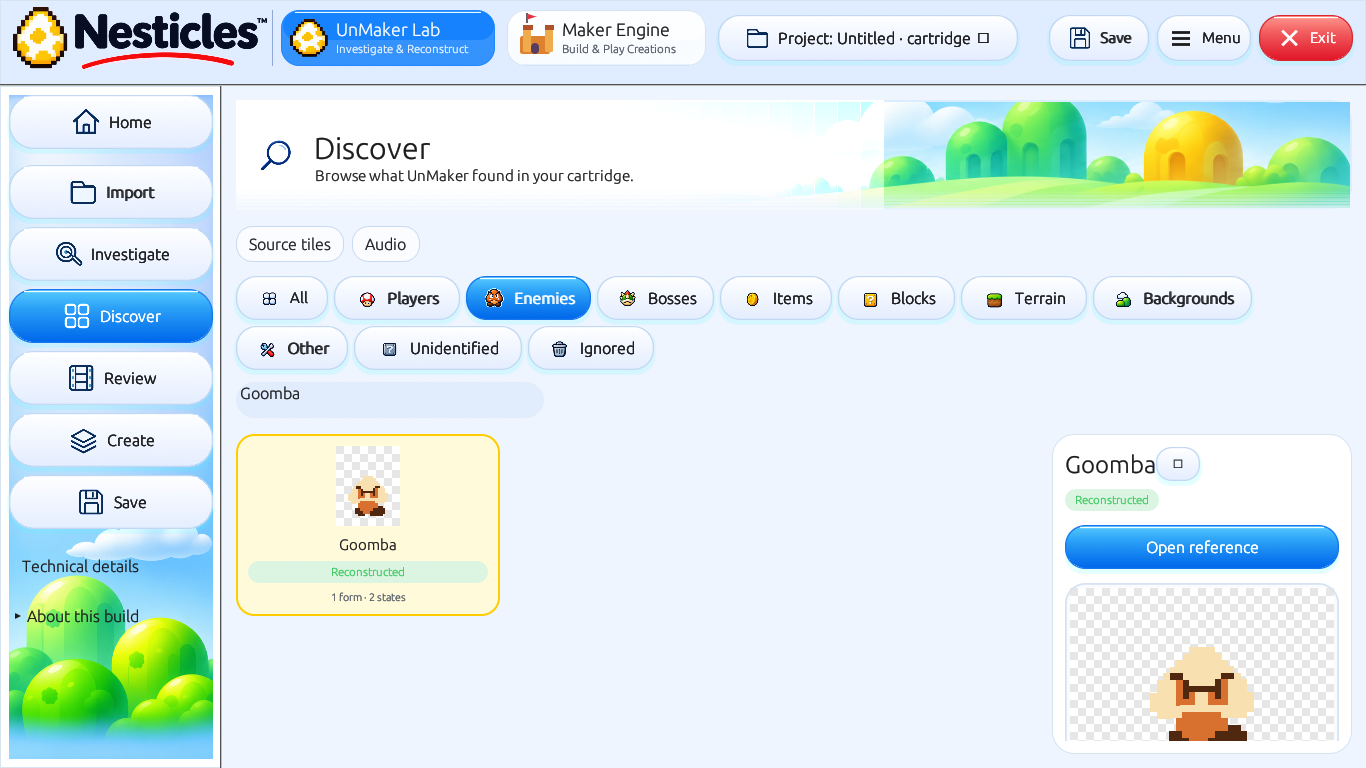 Nesticles™
UnMaker Lab
Investigate & Reconstruct
Maker Engine
Build & Play Creations
Project: Untitled · cartridge □
Save
Menu
Exit
Home
Import
Investigate
Discover
Review
Create
Save
Technical details
▸ About this build
Discover
Browse what UnMaker found in your cartridge.
Source tiles
Audio
All
Players
Enemies
Bosses
Items
Blocks
Terrain
Backgrounds
Other
Unidentified
Ignored
Goomba
Goomba
Reconstructed
1 form · 2 states
Goomba □
Reconstructed
Open reference